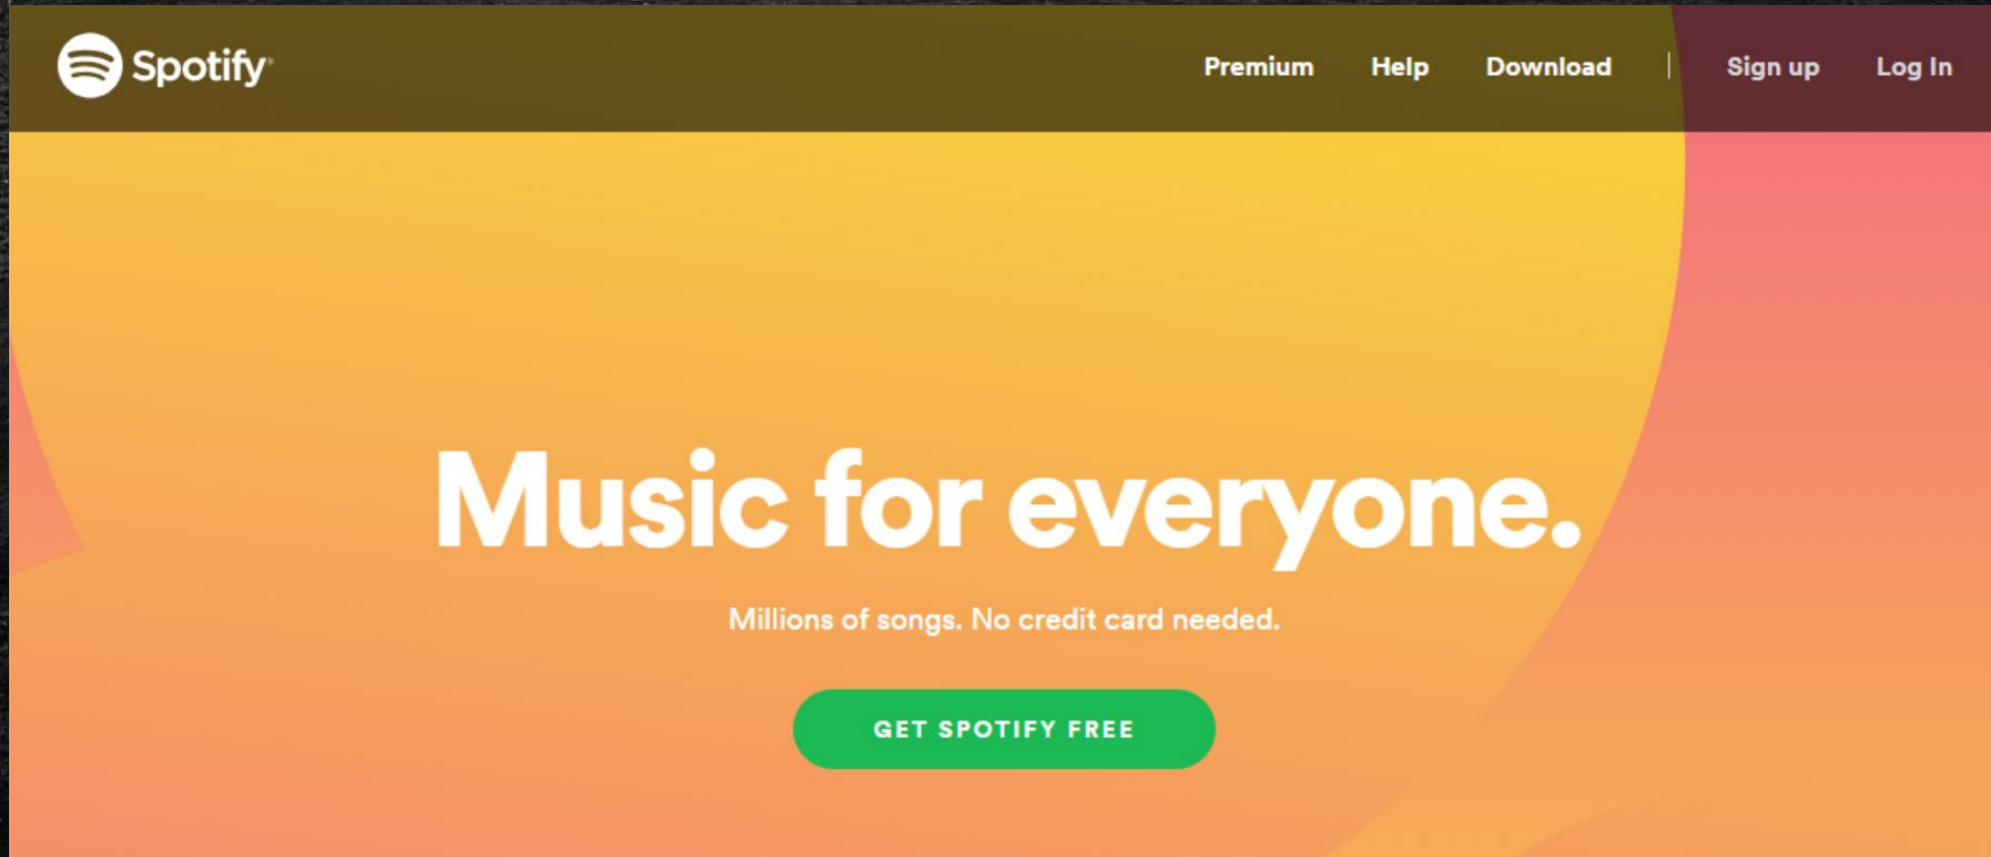 Spotify®
Premium Help Download | Sign up Log In
Music for everyone.
Millions of songs. No credit card needed.
GET SPOTIFY FREE